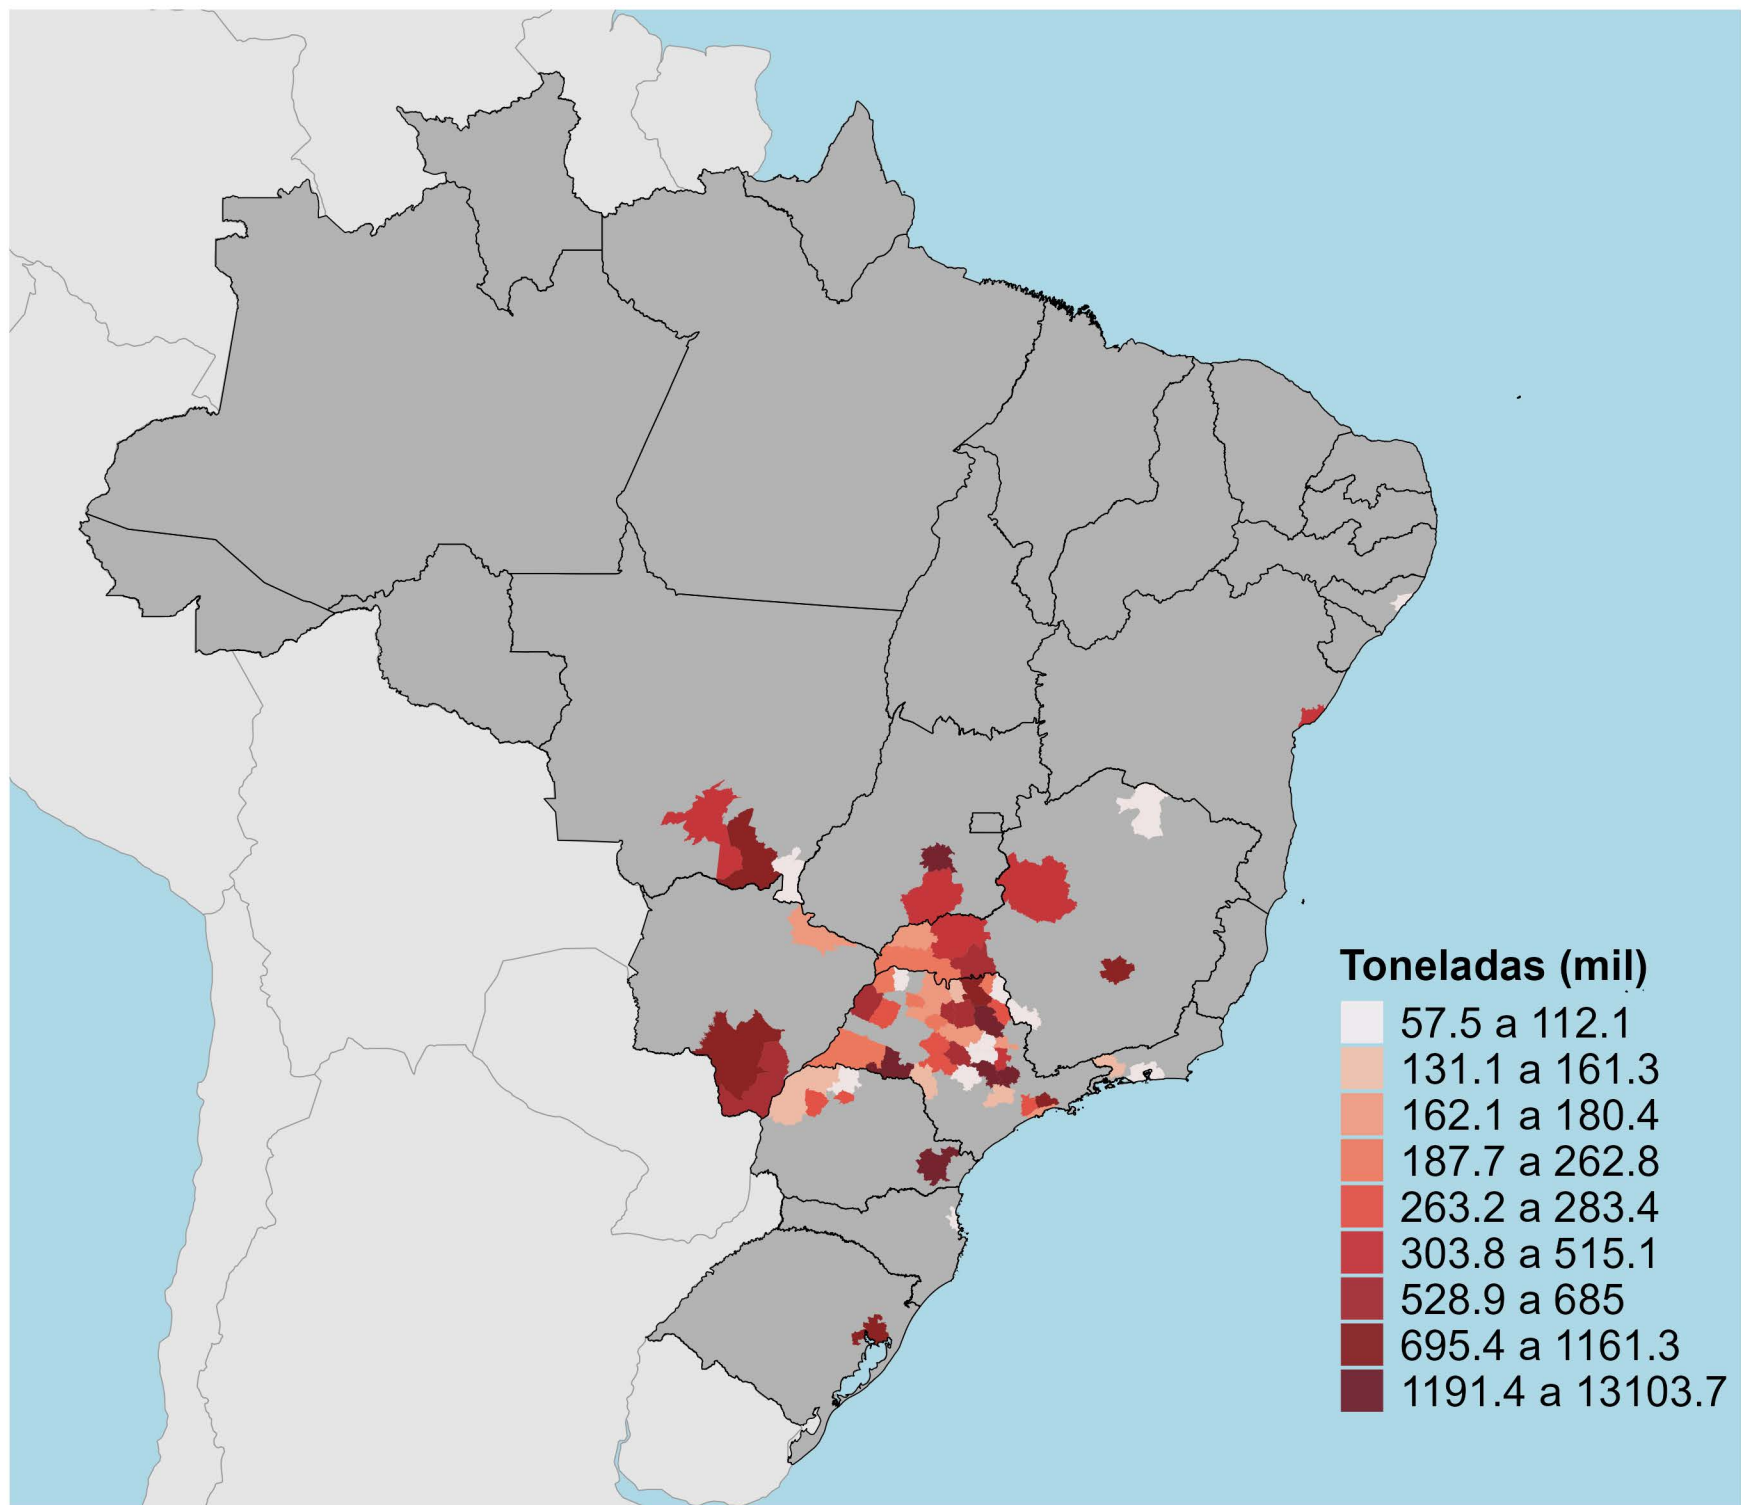 Toneladas (mil)
57.5 a 112.1
131.1 a 161.3
162.1 a 180.4
187.7 a 262.8
263.2 a 283.4
303.8 a 515.1
528.9 a 685
695.4 a 1161.3
1191.4 a 13103.7